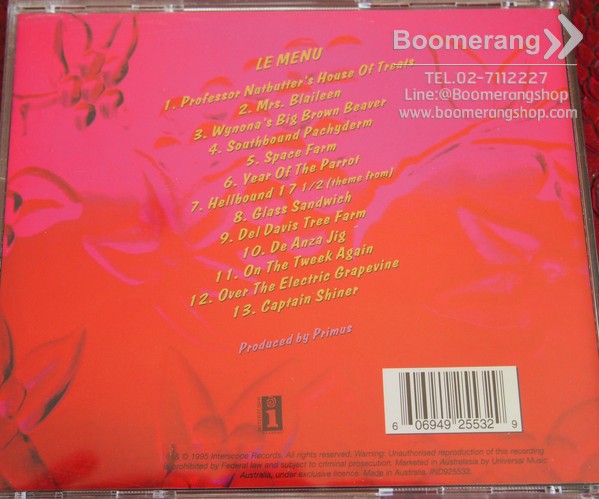 Boomerang
TEL.02-7112227
Line:@Boomerangshop
www.boomerangshop.com
LE MENU
1. Professor Nutbutter's House Of Treats
2. Mrs. Blaileen
3. Wynona's Big Brown Beaver
4. Southbound Pachyderm
5. Space Farm
6. Year Of The Parrot
7. Hellbound 17 1/2 (theme from)
8. Glass Sandwich
9. Del Davis Tree Farm
10. De Anza Jig
11. On The Tweek Again
12. Over The Electric Grapevine
13. Captain Shiner
Produced by Primus
i
6 06949 25532 9
© 1995 Interscope Records. All rights reserved. Warning: Unauthorised reproduction of this recording
is prohibited by Federal law and subject to criminal prosecution. Marketed in Australasia by Universal Music
Australia, under exclusive licence. Made in Australia. IND925532.